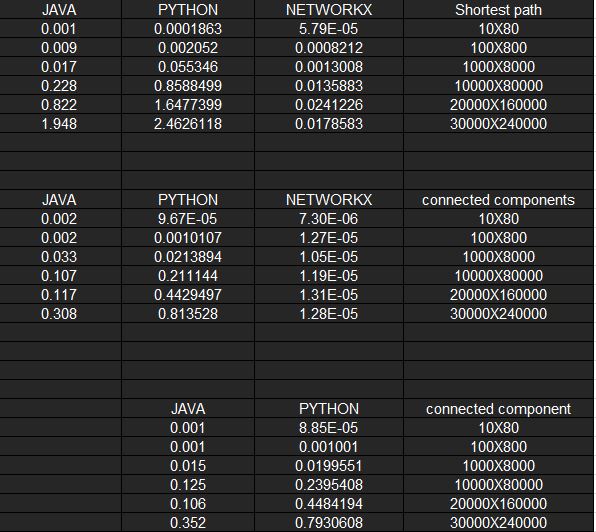 JAVA PYTHON NETWORKX Shortest path
0.001 0.0001863 5.79E-05 10X80
0.009 0.002052 0.0008212 100X800
0.017 0.055346 0.0013008 1000X8000
0.228 0.8588499 0.0135883 10000X80000
0.822 1.6477399 0.0241226 20000X160000
1.948 2.4626118 0.0178583 30000X240000
JAVA PYTHON NETWORKX connected components
0.002 9.67E-05 7.30E-06 10X80
0.002 0.0010107 1.27E-05 100X800
0.033 0.0213894 1.05E-05 1000X8000
0.107 0.211144 1.19E-05 10000X80000
0.117 0.4429497 1.31E-05 20000X160000
0.308 0.813528 1.28E-05 30000X240000
JAVA PYTHON connected component
0.001 8.85E-05 10X80
0.001 0.001001 100X800
0.015 0.0199551 1000X8000
0.125 0.2395408 10000X80000
0.106 0.4484194 20000X160000
0.352 0.7930608 30000X240000